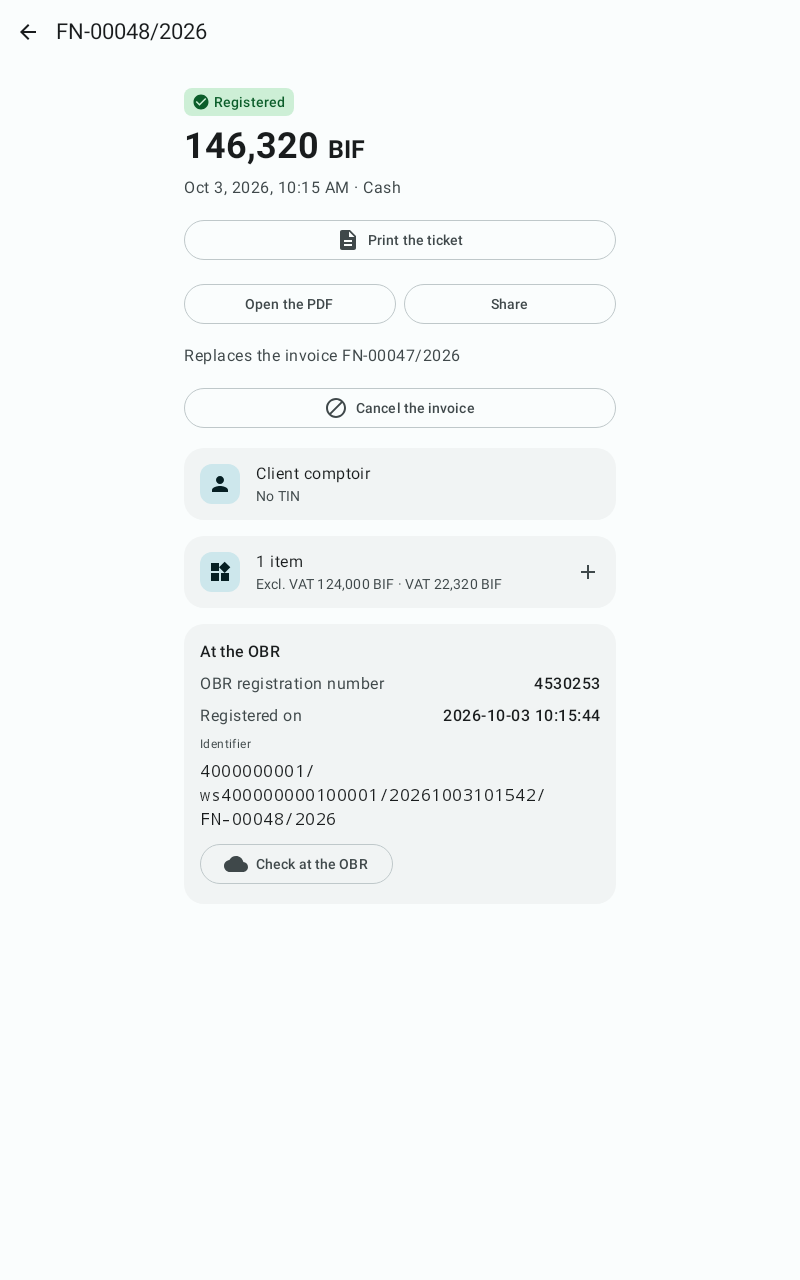 FN-00048/2026
Registered
146,320 BIF
Oct 3, 2026, 10:15 AM · Cash
Print the ticket
Open the PDF
Share
Replaces the invoice FN-00047/2026
Cancel the invoice
Client comptoir
No TIN
1 item
Excl. VAT 124,000 BIF · VAT 22,320 BIF
At the OBR
OBR registration number 4530253
Registered on 2026-10-03 10:15:44
Identifier
4000000001/
ws400000000100001/20261003101542/
FN-00048/2026
Check at the OBR